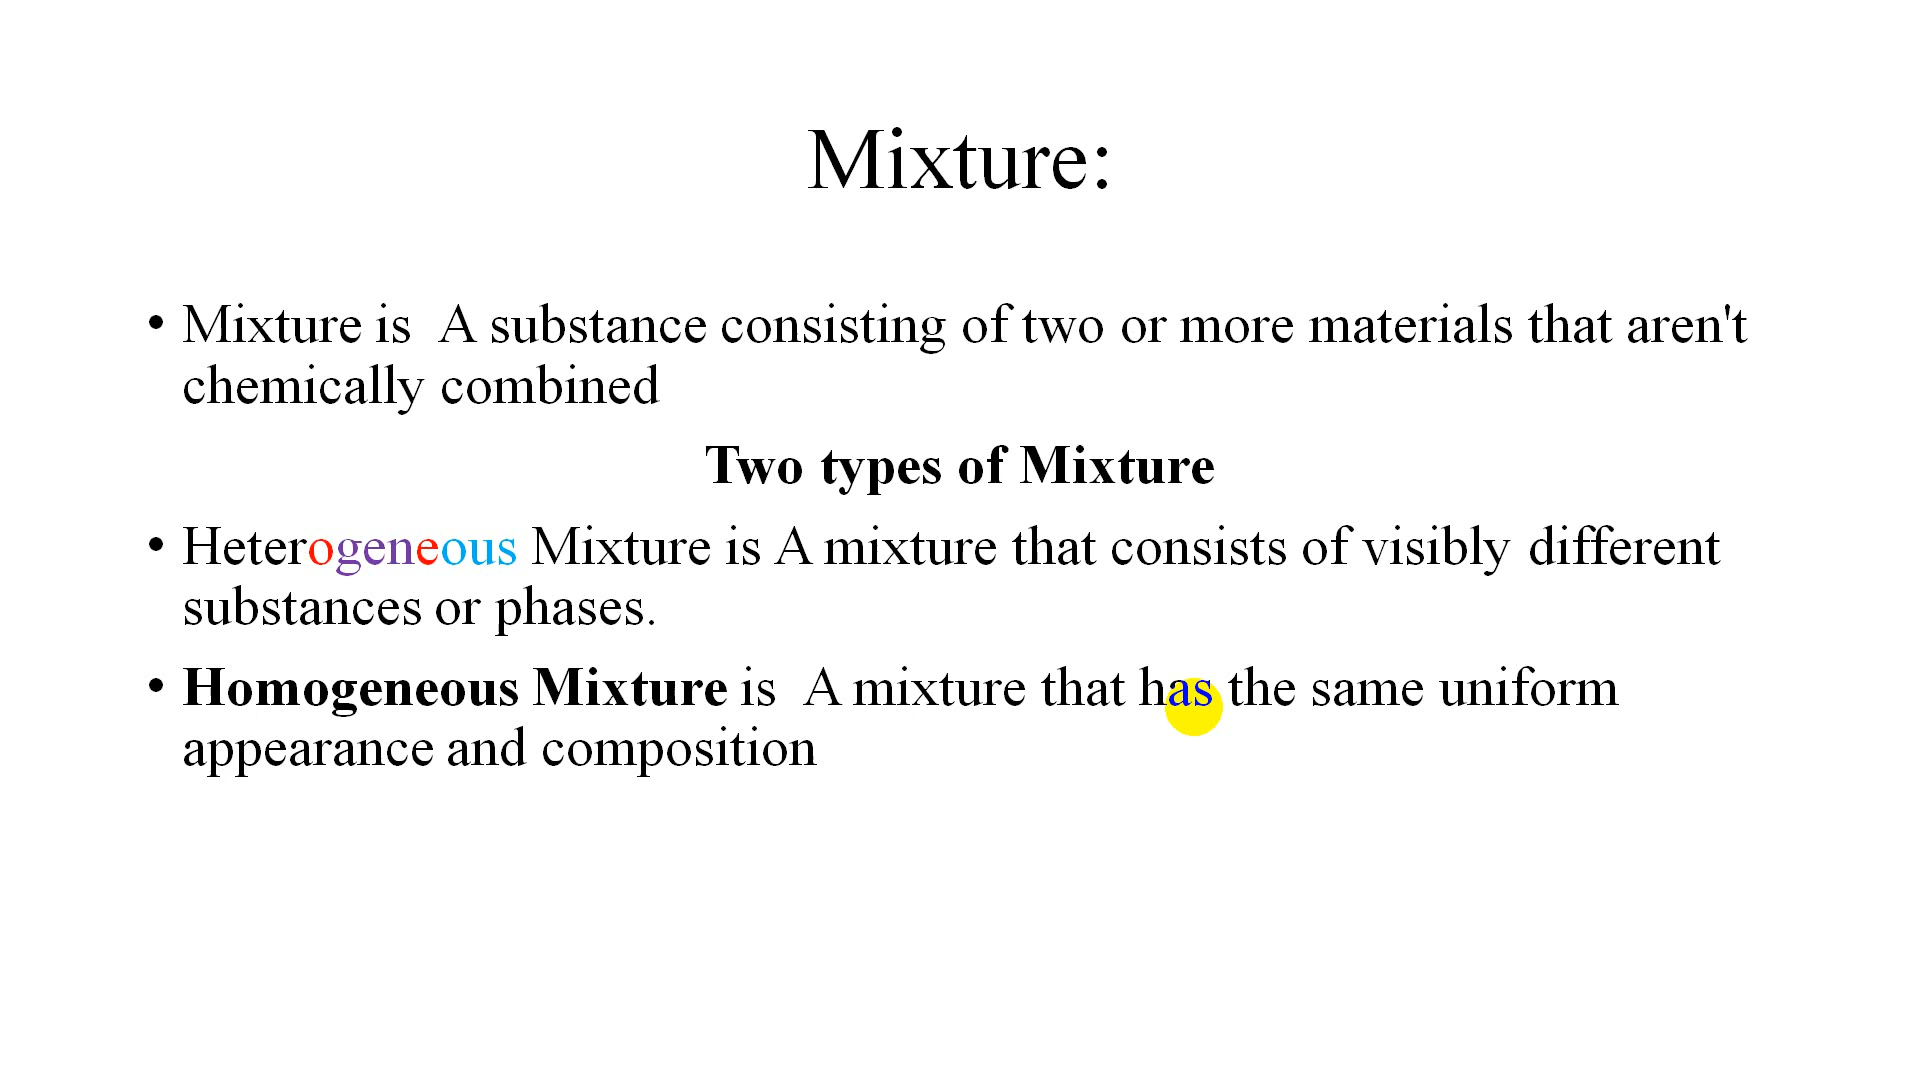 Mixture:
• Mixture is  A substance consisting of two or more materials that aren't
chemically combined
Two types of Mixture
• Heterogeneous Mixture is A mixture that consists of visibly different
substances or phases.
• Homogeneous Mixture is  A mixture that has the same uniform
appearance and composition